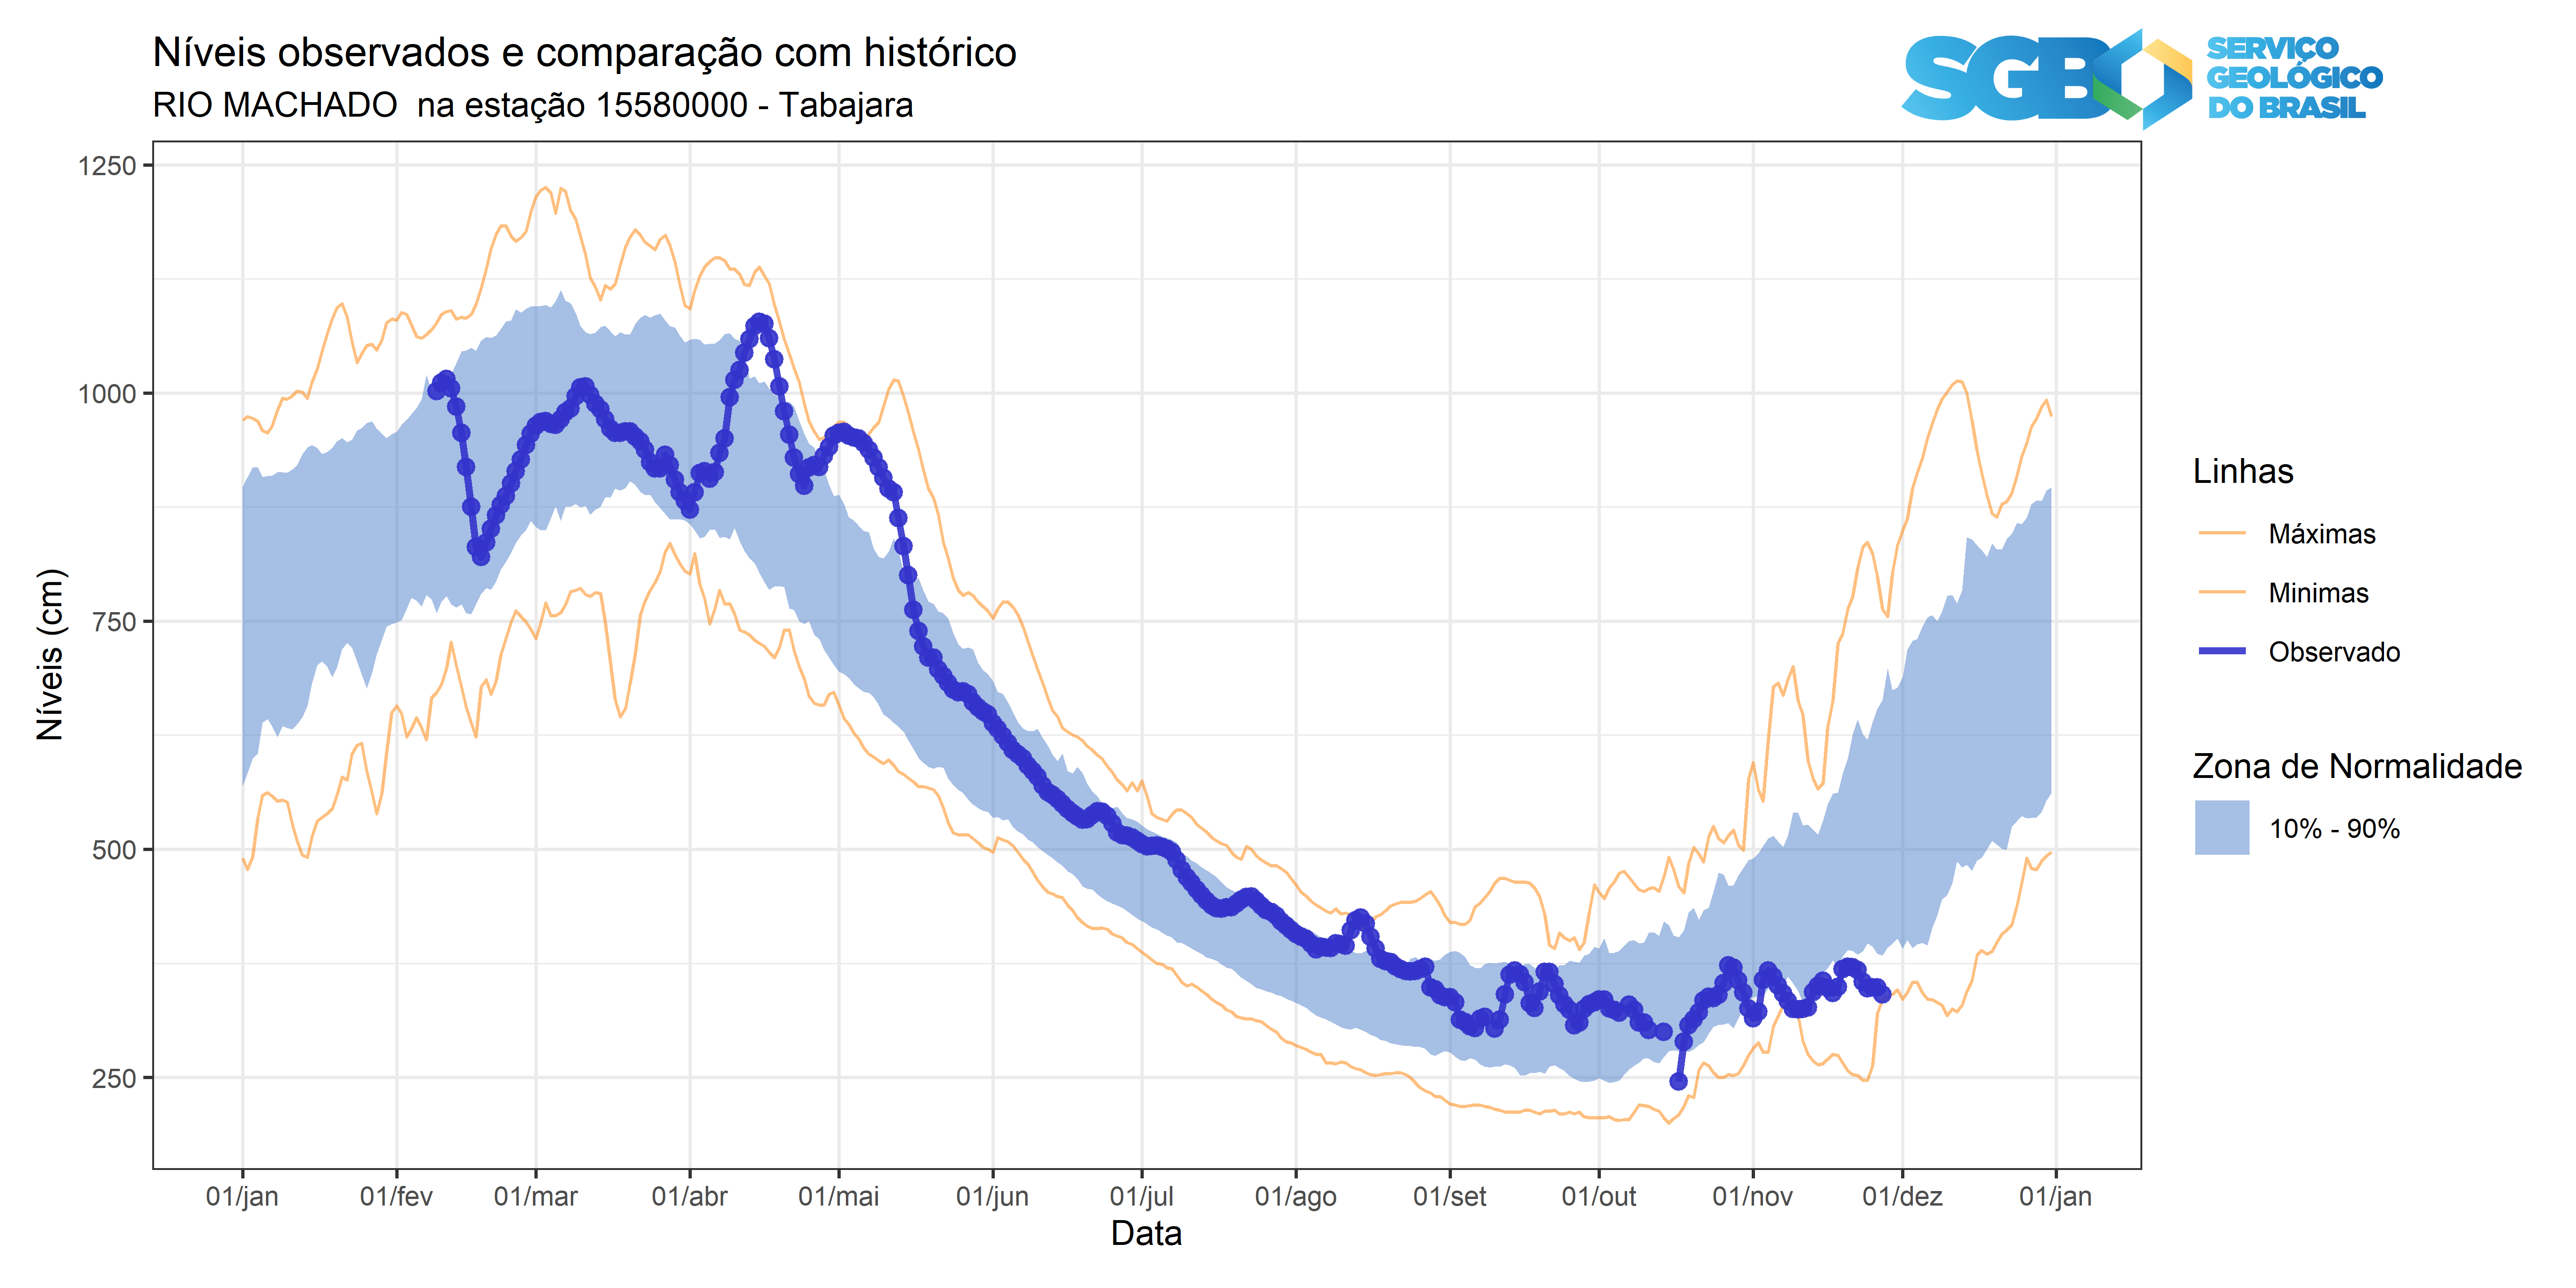 Níveis observados e comparação com histórico
RIO MACHADO  na estação 15580000 - Tabajara
SGB
SERVIÇO
GEOLÓGICO
DO BRASIL
Níveis (cm)
1250
1000
750
500
250
01/jan
01/fev
01/mar
01/abr
01/mai
01/jun
01/jul
01/ago
01/set
01/out
01/nov
01/dez
01/jan
Data
Linhas
Máximas
Minimas
Observado
Zona de Normalidade
10% - 90%